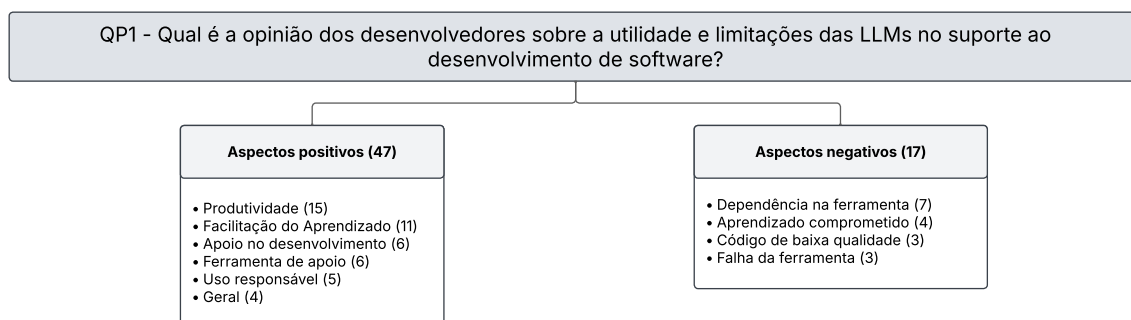 QP1 - Qual é a opinião dos desenvolvedores sobre a utilidade e limitações das LLMs no suporte ao
desenvolvimento de software?
Aspectos positivos (47)
• Produtividade (15)
• Facilitação do Aprendizado (11)
• Apoio no desenvolvimento (6)
• Ferramenta de apoio (6)
• Uso responsável (5)
• Geral (4)
Aspectos negativos (17)
• Dependência na ferramenta (7)
• Aprendizado comprometido (4)
• Código de baixa qualidade (3)
• Falha da ferramenta (3)